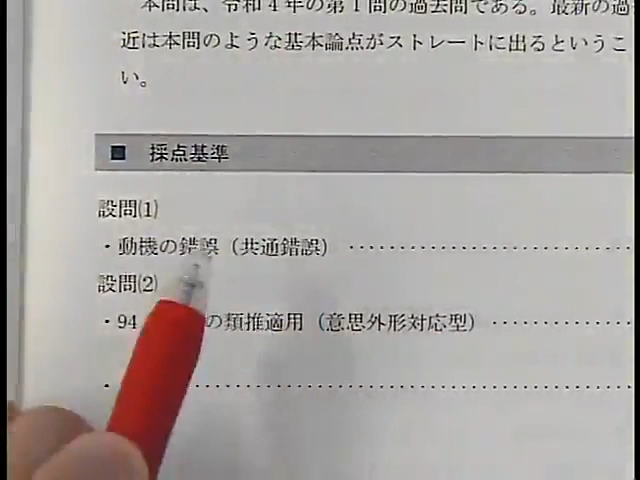 本問は、令和4年の第1問の過去問である。最新の過
近は本問のような基本論点がストレートに出るというこ
い。
■ 採点基準
設問(1)
・動機の錯誤（共通錯誤）
設問(2)
・94 の類推適用（意思外形対応型）